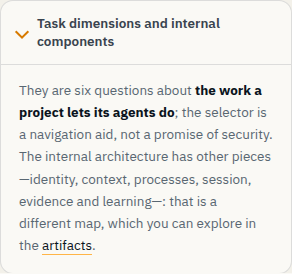 Task dimensions and internal
components
They are six questions about the work a
project lets its agents do; the selector is
a navigation aid, not a promise of security.
The internal architecture has other pieces
—identity, context, processes, session,
evidence and learning—: that is a
different map, which you can explore in
the artifacts.